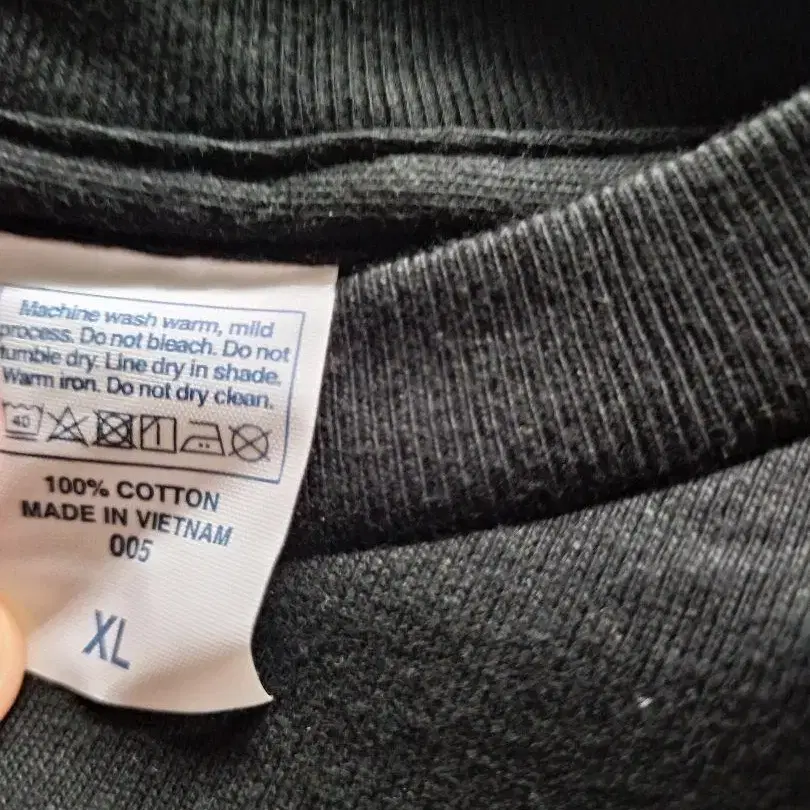 Machine wash warm, mild
process. Do not bleach. Do not
tumble dry. Line dry in shade.
Warm iron. Do not dry clean.
40
100% COTTON
MADE IN VIETNAM
005
XL